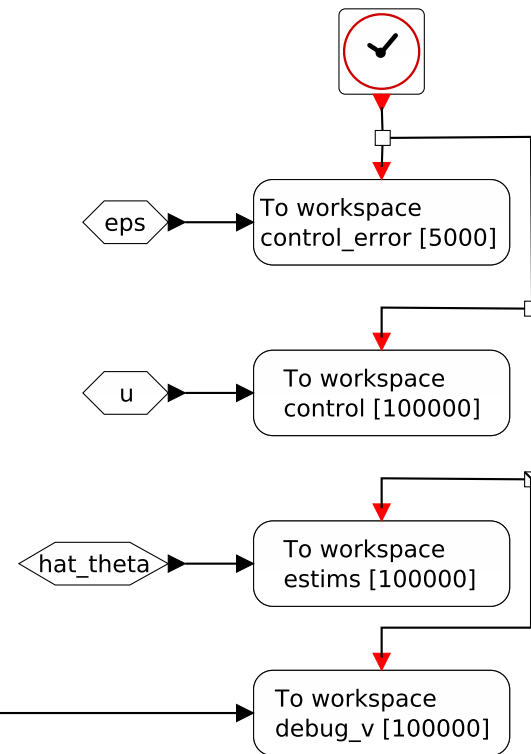 eps
To workspace
control_error [5000]
u
To workspace
control [100000]
hat_theta
To workspace
estims [100000]
To workspace
debug_v [100000]